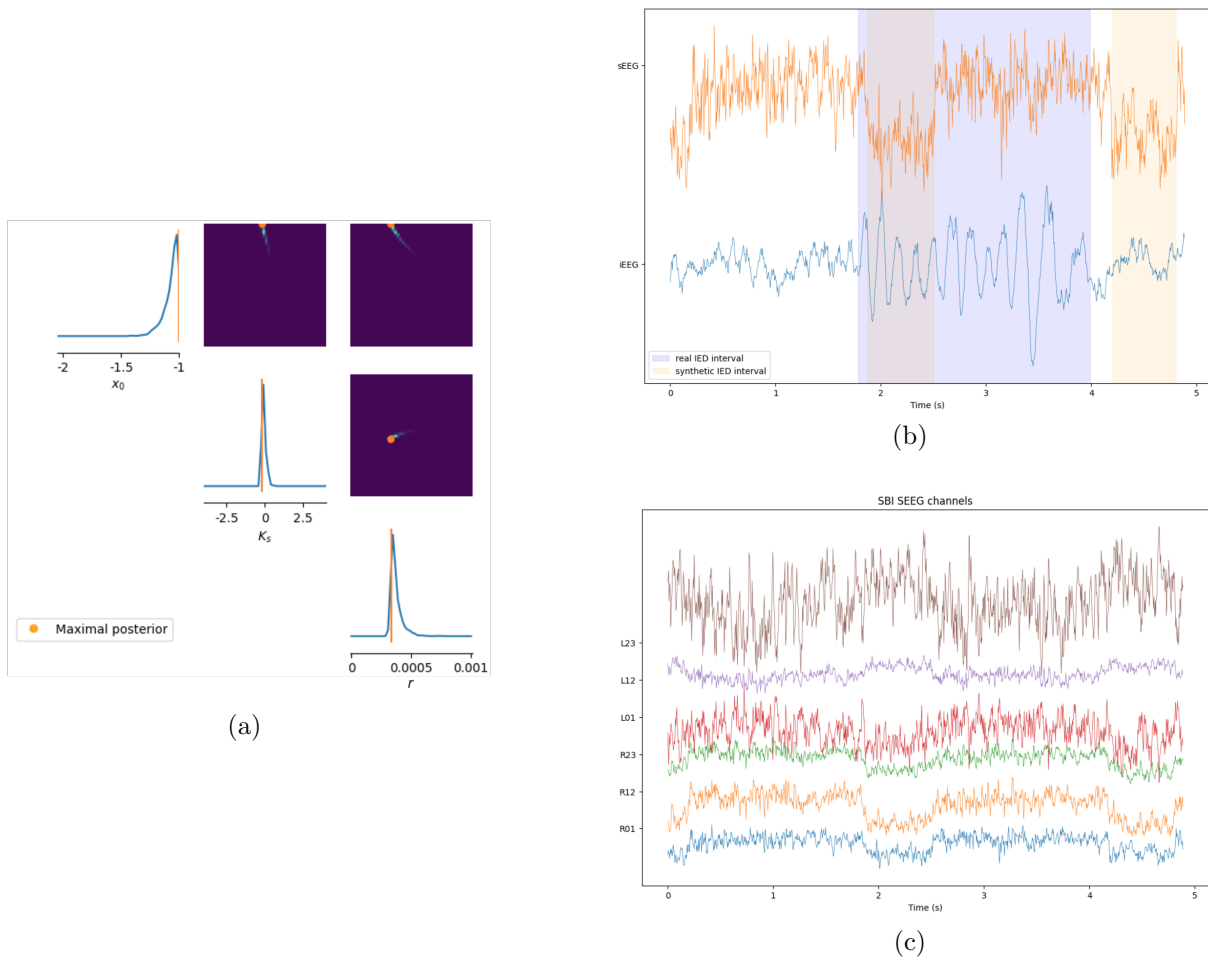 -2 -1.5 -1
x₀
-2.5 0 2.5
Kₛ
Maximal posterior
0 0.0005 0.001
r
(a)
sEEG
iEEG
real IED interval
synthetic IED interval
0 1 2 3 4 5
Time (s)
(b)
SBI SEEG channels
L23
L12
L01
R23
R12
R01
0 1 2 3 4 5
Time (s)
(c)